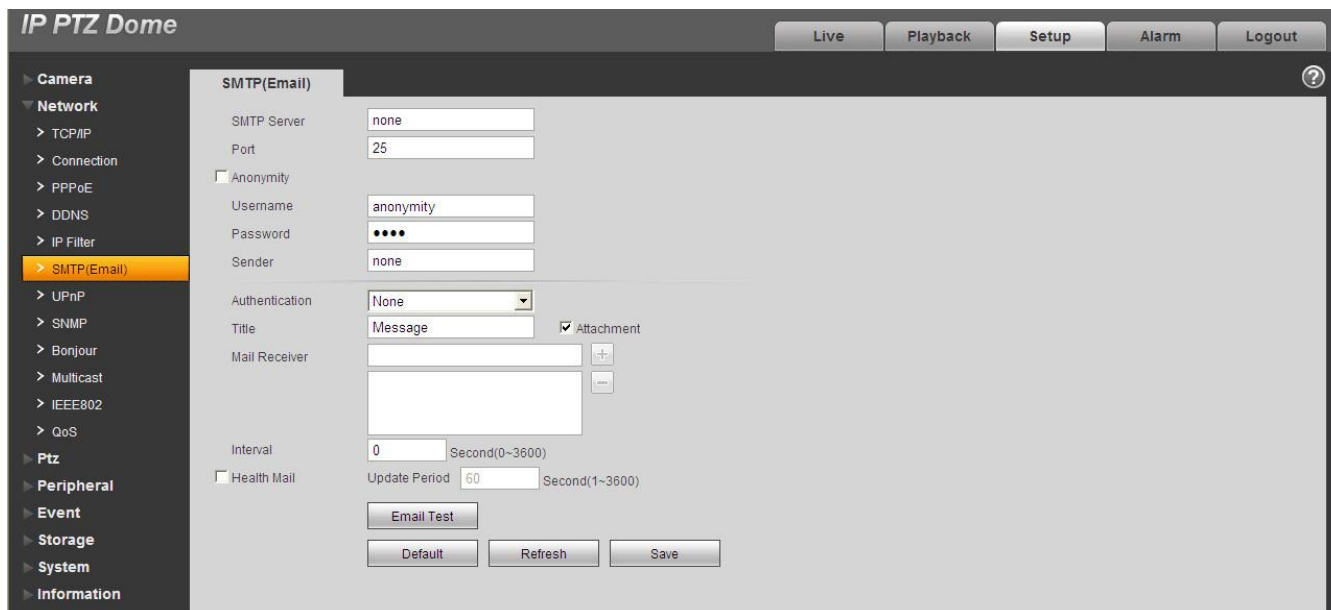 IP PTZ Dome
Live
Playback
Setup
Alarm
Logout
Camera
Network
> TCP/IP
> Connection
> PPPoE
> DDNS
> IP Filter
> SMTP(Email)
> UPnP
> SNMP
> Bonjour
> Multicast
> IEEE802
> QoS
Ptz
Peripheral
Event
Storage
System
Information
SMTP(Email)
?
SMTP Server none
Port 25
Anonymity
Username anonymity
Password ••••
Sender none
Authentication None
Title Message Attachment
Mail Receiver +
−
Interval 0 Second(0~3600)
Health Mail Update Period 60 Second(1~3600)
Email Test
Default Refresh Save